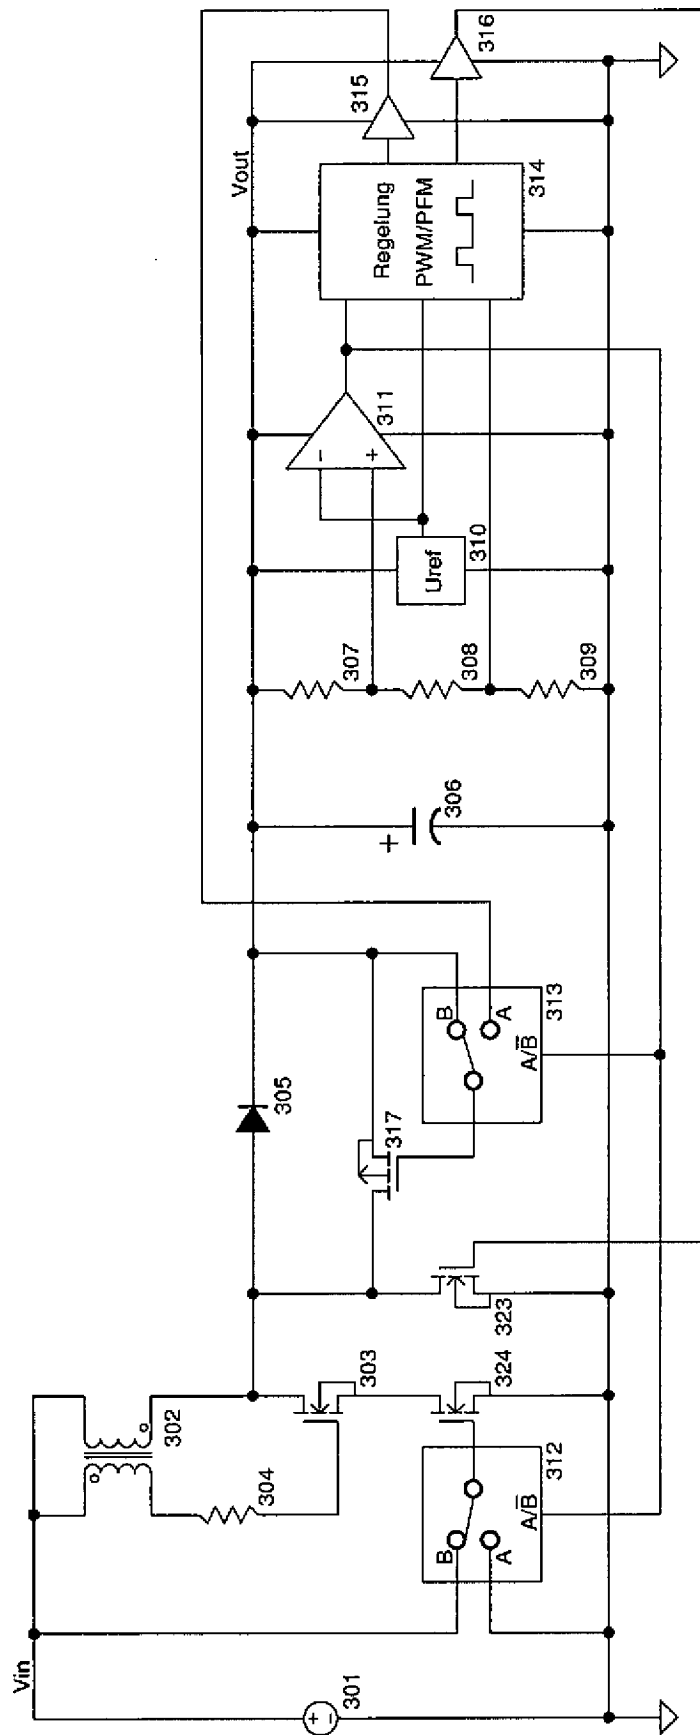 Vin
Vout
301
302
303
304
305
306
307
308
309
310
311
312
313
314
315
316
317
323
324
Uref
Regelung
PWM/PFM
B
A
A/B̅
B
A
A/B̅
+
−
+
−
+